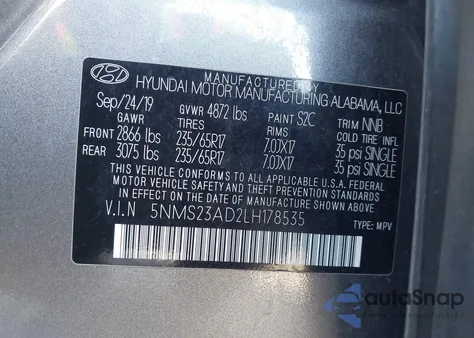 MANUFACTURED BY
HYUNDAI MOTOR MANUFACTURING ALABAMA, LLC
Sep/24/19 GVWR 4872 lbs PAINT S2C TRIM NNB
GAWR TIRES RIMS COLD TIRE INFL
FRONT 2866 lbs 235/65R17 7.0JX17 35 psi SINGLE
REAR 3075 lbs 235/65R17 7.0JX17 35 psi SINGLE
THIS VEHICLE CONFORMS TO ALL APPLICABLE U.S.A FEDERAL
MOTOR VEHICLE SAFETY STANDARDS IN EFFECT ON THE
DATE OF MANUFACTURE SHOWN ABOVE
V.I.N 5NMS23AD2LH178535
TYPE: MPV
autoSnap